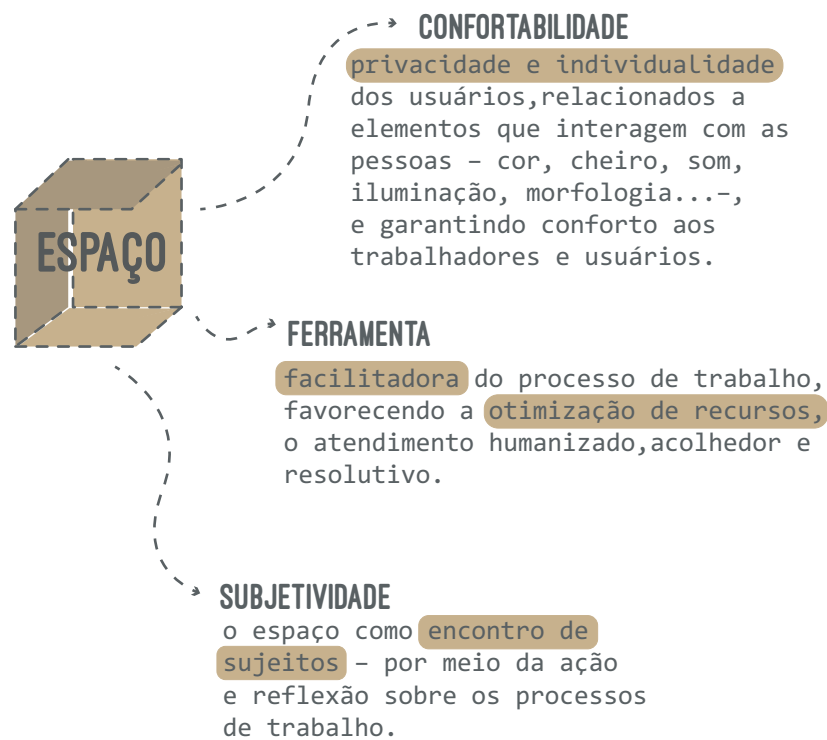 CONFORTABILIDADE
privacidade e individualidade
dos usuários,relacionados a
elementos que interagem com as
pessoas – cor, cheiro, som,
iluminação, morfologia...–,
e garantindo conforto aos
trabalhadores e usuários.
ESPAÇO
FERRAMENTA
facilitadora do processo de trabalho,
favorecendo a otimização de recursos,
o atendimento humanizado,acolhedor e
resolutivo.
SUBJETIVIDADE
o espaço como encontro de
sujeitos – por meio da ação
e reflexão sobre os processos
de trabalho.